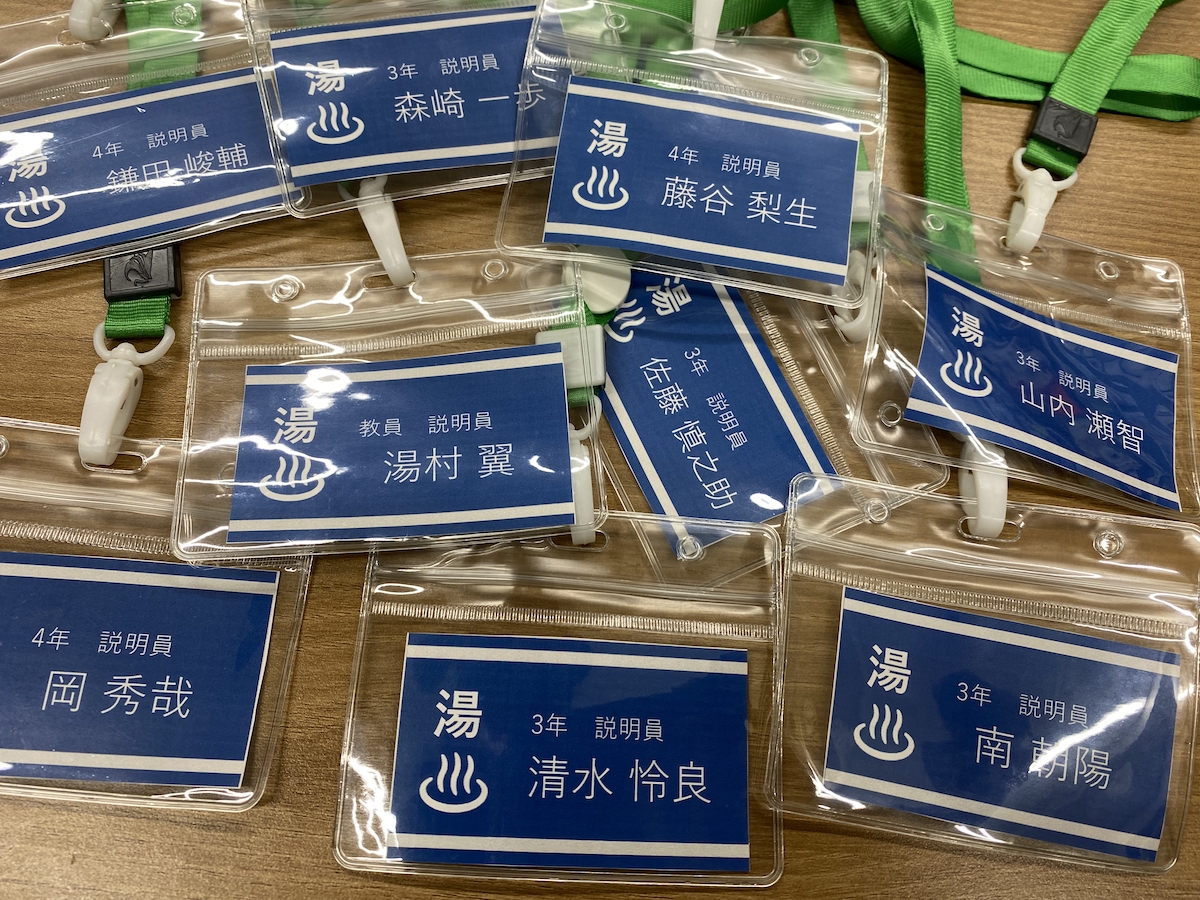 湯
4年　説明員
鎌田 峻輔
湯
3年　説明員
森崎 一歩
湯
4年　説明員
藤谷 梨生
湯
教員　説明員
湯村 翼
湯
3年　説明員
佐藤 慎之助
湯
3年　説明員
山内 瀬智
4年　説明員
岡 秀哉
湯
3年　説明員
清水 怜良
湯
3年　説明員
南 朝陽